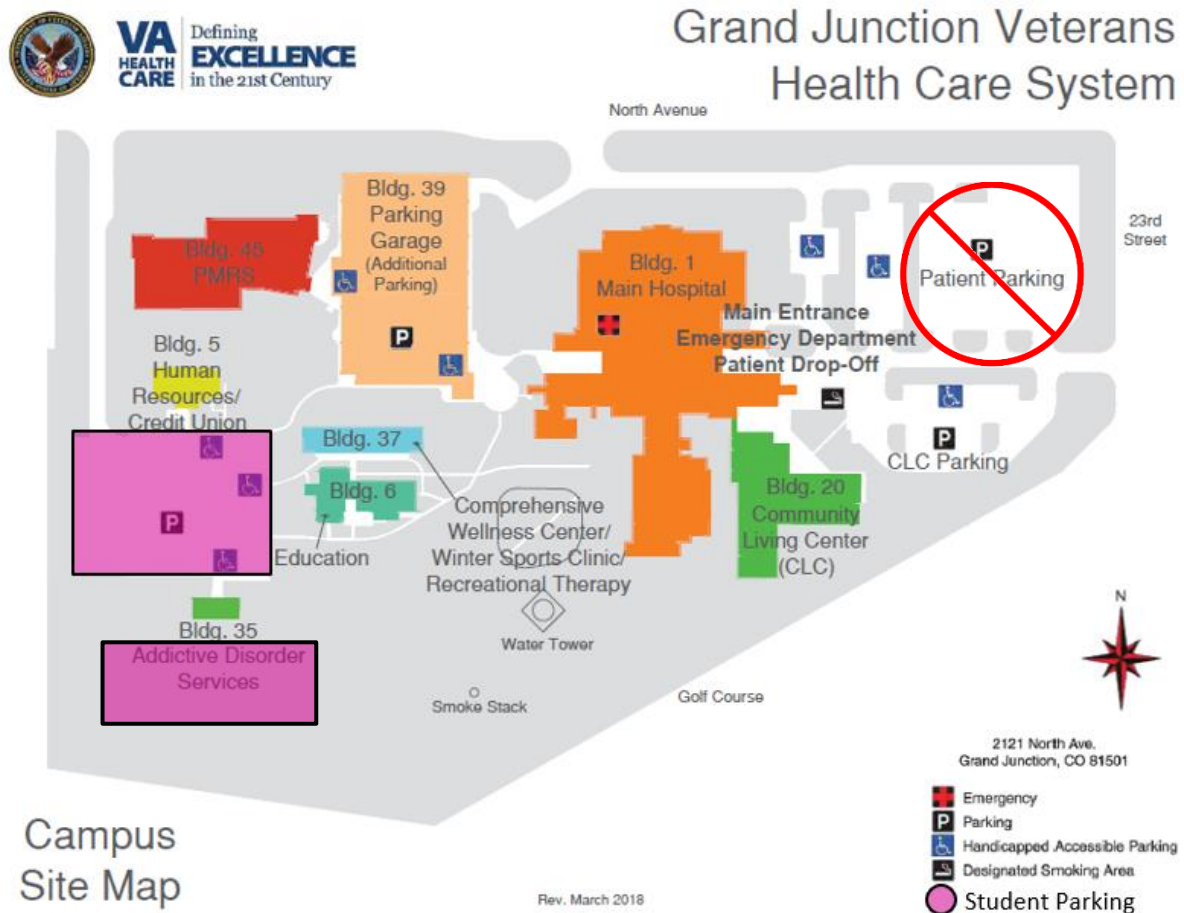 VA
HEALTH
CARE
Defining
EXCELLENCE
in the 21st Century
Grand Junction Veterans
Health Care System
North Avenue
23rd
Street
Bldg. 45
PMRS
Bldg. 39
Parking
Garage
(Additional
Parking)
P
Bldg. 1
Main Hospital
Main Entrance
Emergency Department
Patient Drop-Off
P
Patient Parking
Bldg. 5
Human
Resources/
Credit Union
P
Bldg. 37
Bldg. 6
Education
Comprehensive
Wellness Center/
Winter Sports Clinic/
Recreational Therapy
P
CLC Parking
Bldg. 20
Community
Living Center
(CLC)
Bldg. 35
Addictive Disorder
Services
Water Tower
Smoke Stack
Golf Course
N
2121 North Ave.
Grand Junction, CO 81501
Emergency
P Parking
Handicapped Accessible Parking
Designated Smoking Area
Student Parking
Campus
Site Map
Rev. March 2018